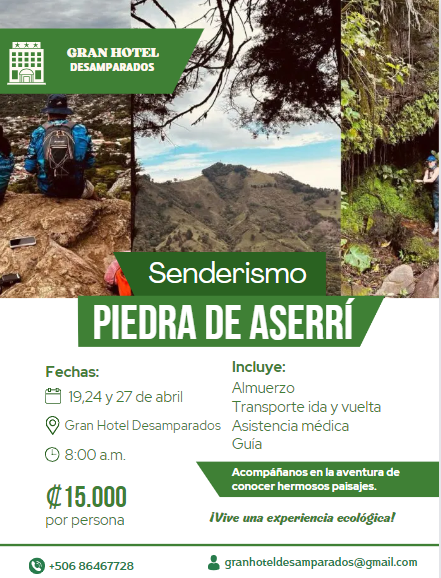 GRAN HOTEL
DESAMPARADOS
Senderismo
PIEDRA DE ASERRÍ
Fechas:
19,24 y 27 de abril
Gran Hotel Desamparados
8:00 a.m.
₡15.000
por persona
Incluye:
Almuerzo
Transporte ida y vuelta
Asistencia médica
Guía
Acompáñanos en la aventura de
conocer hermosos paisajes.
¡Vive una experiencia ecológica!
+506 86467728
granhoteldesamparados@gmail.com